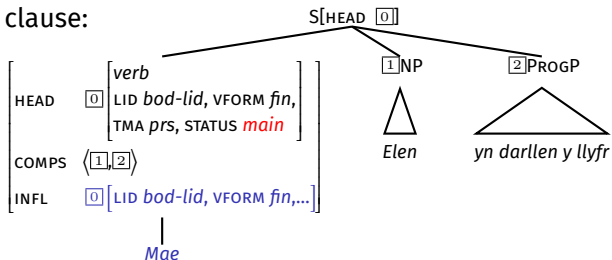 clause:
S[HEAD 0]
HEAD 0 [verb
LID bod-lid, VFORM fin,
TMA prs, STATUS main]
COMPS ⟨1,2⟩
INFL 0 [LID bod-lid, VFORM fin,...]
Mae
1NP
Elen
2PROGP
yn darllen y llyfr